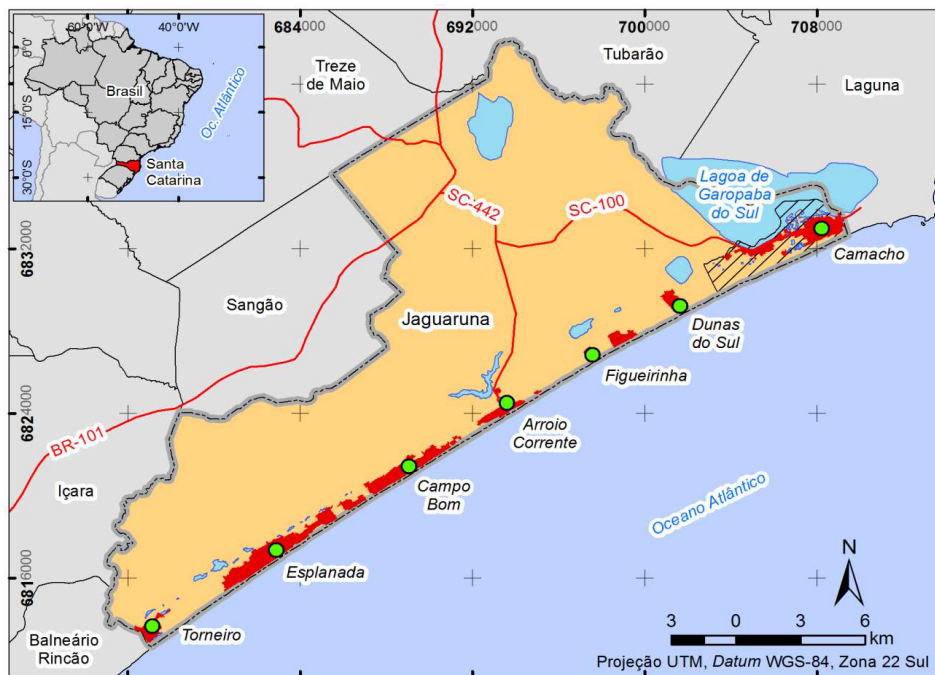 60°0'W
40°0'W
0°0'
15°0'S
30°0'S
Brasil
Oc. Atlântico
Santa
Catarina
684000
692000
700000
708000
Treze
de Maio
Tubarão
Laguna
Lagoa de
Garopaba
do Sul
SC-442
SC-100
6832000
Camacho
Sangão
Jaguaruna
Dunas
do Sul
Figueirinha
6824000
BR-101
Arroio
Corrente
Içara
Campo
Bom
Oceano Atlântico
N
6816000
Esplanada
Torneiro
Balneário
Rincão
3 0 3 6
km
Projeção UTM, Datum WGS-84, Zona 22 Sul